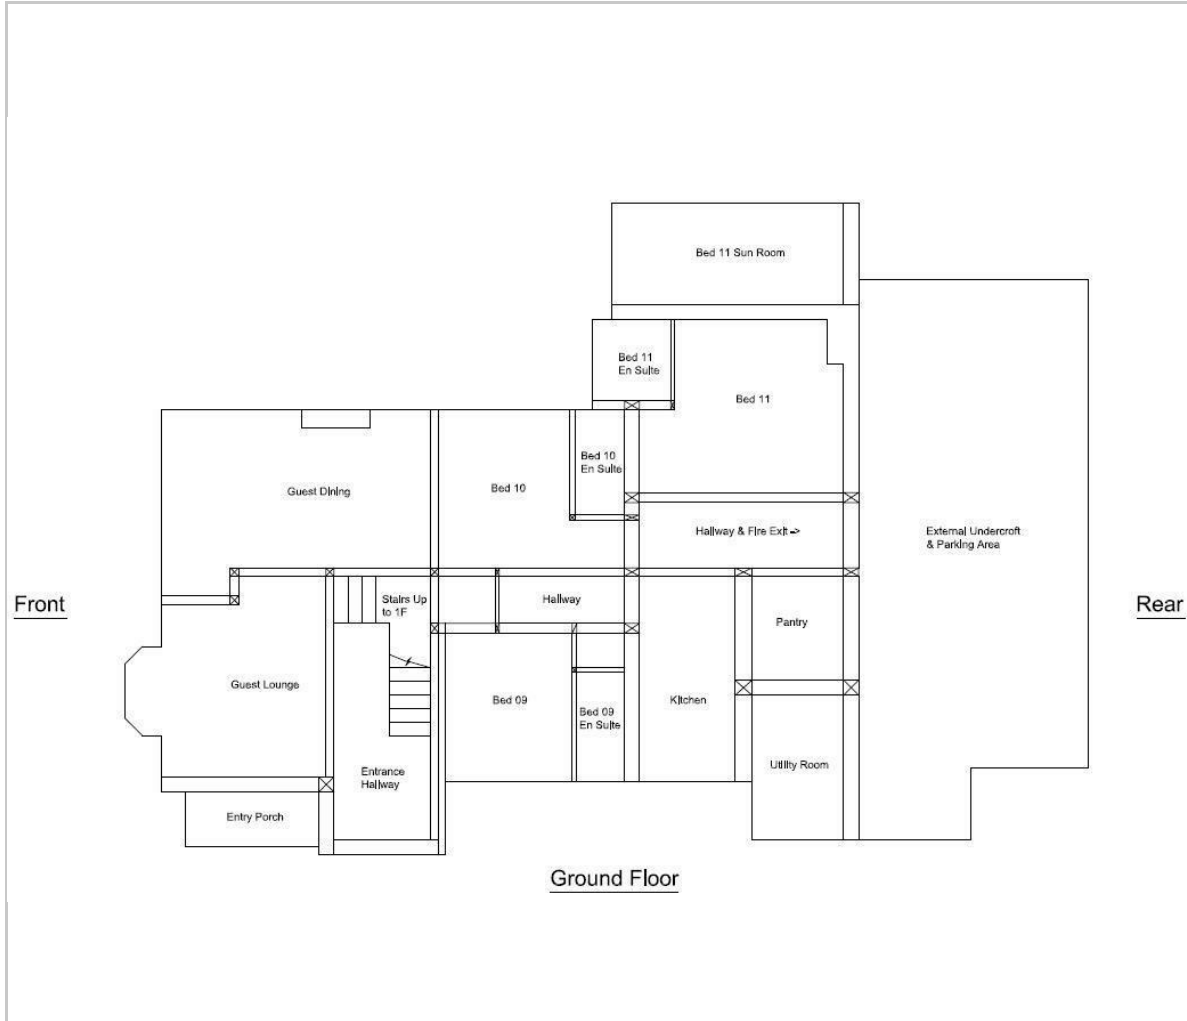 Bed 11 Sun Room
Bed 11
En Suite
Bed 11
Bed 10
En Suite
Bed 10
Guest Dining
Hallway & Fire Exit ->
External Undercroft
& Parking Area
Front
Stairs Up
to 1F
Hallway
Pantry
Rear
Guest Lounge
Bed 09
Bed 09
En Suite
Kitchen
Utility Room
Entrance
Hallway
Entry Porch
Ground Floor